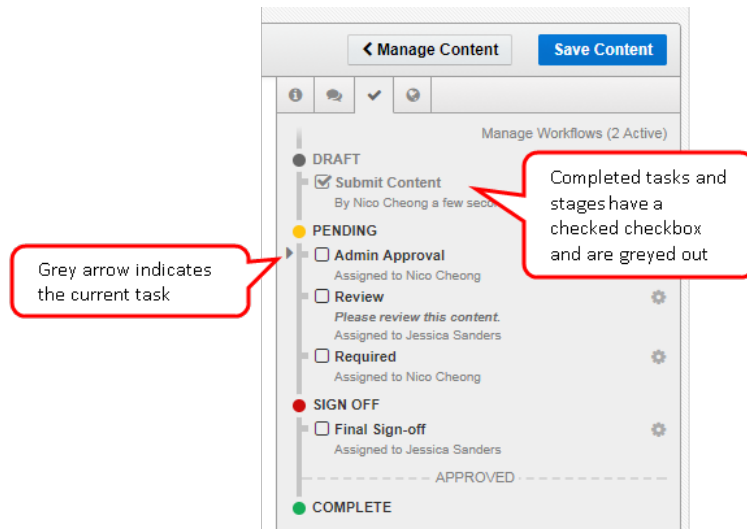 Manage Content
Save Content
Manage Workflows (2 Active)
DRAFT
Submit Content
By Nico Cheong a few
Completed tasks and
stages have a
checked checkbox
and are greyed out
PENDING
Admin Approval
Assigned to Nico Cheong
Grey arrow indicates
the current task
Review
Please review this content.
Assigned to Jessica Sanders
Required
Assigned to Nico Cheong
SIGN OFF
Final Sign-off
Assigned to Jessica Sanders
APPROVED
COMPLETE